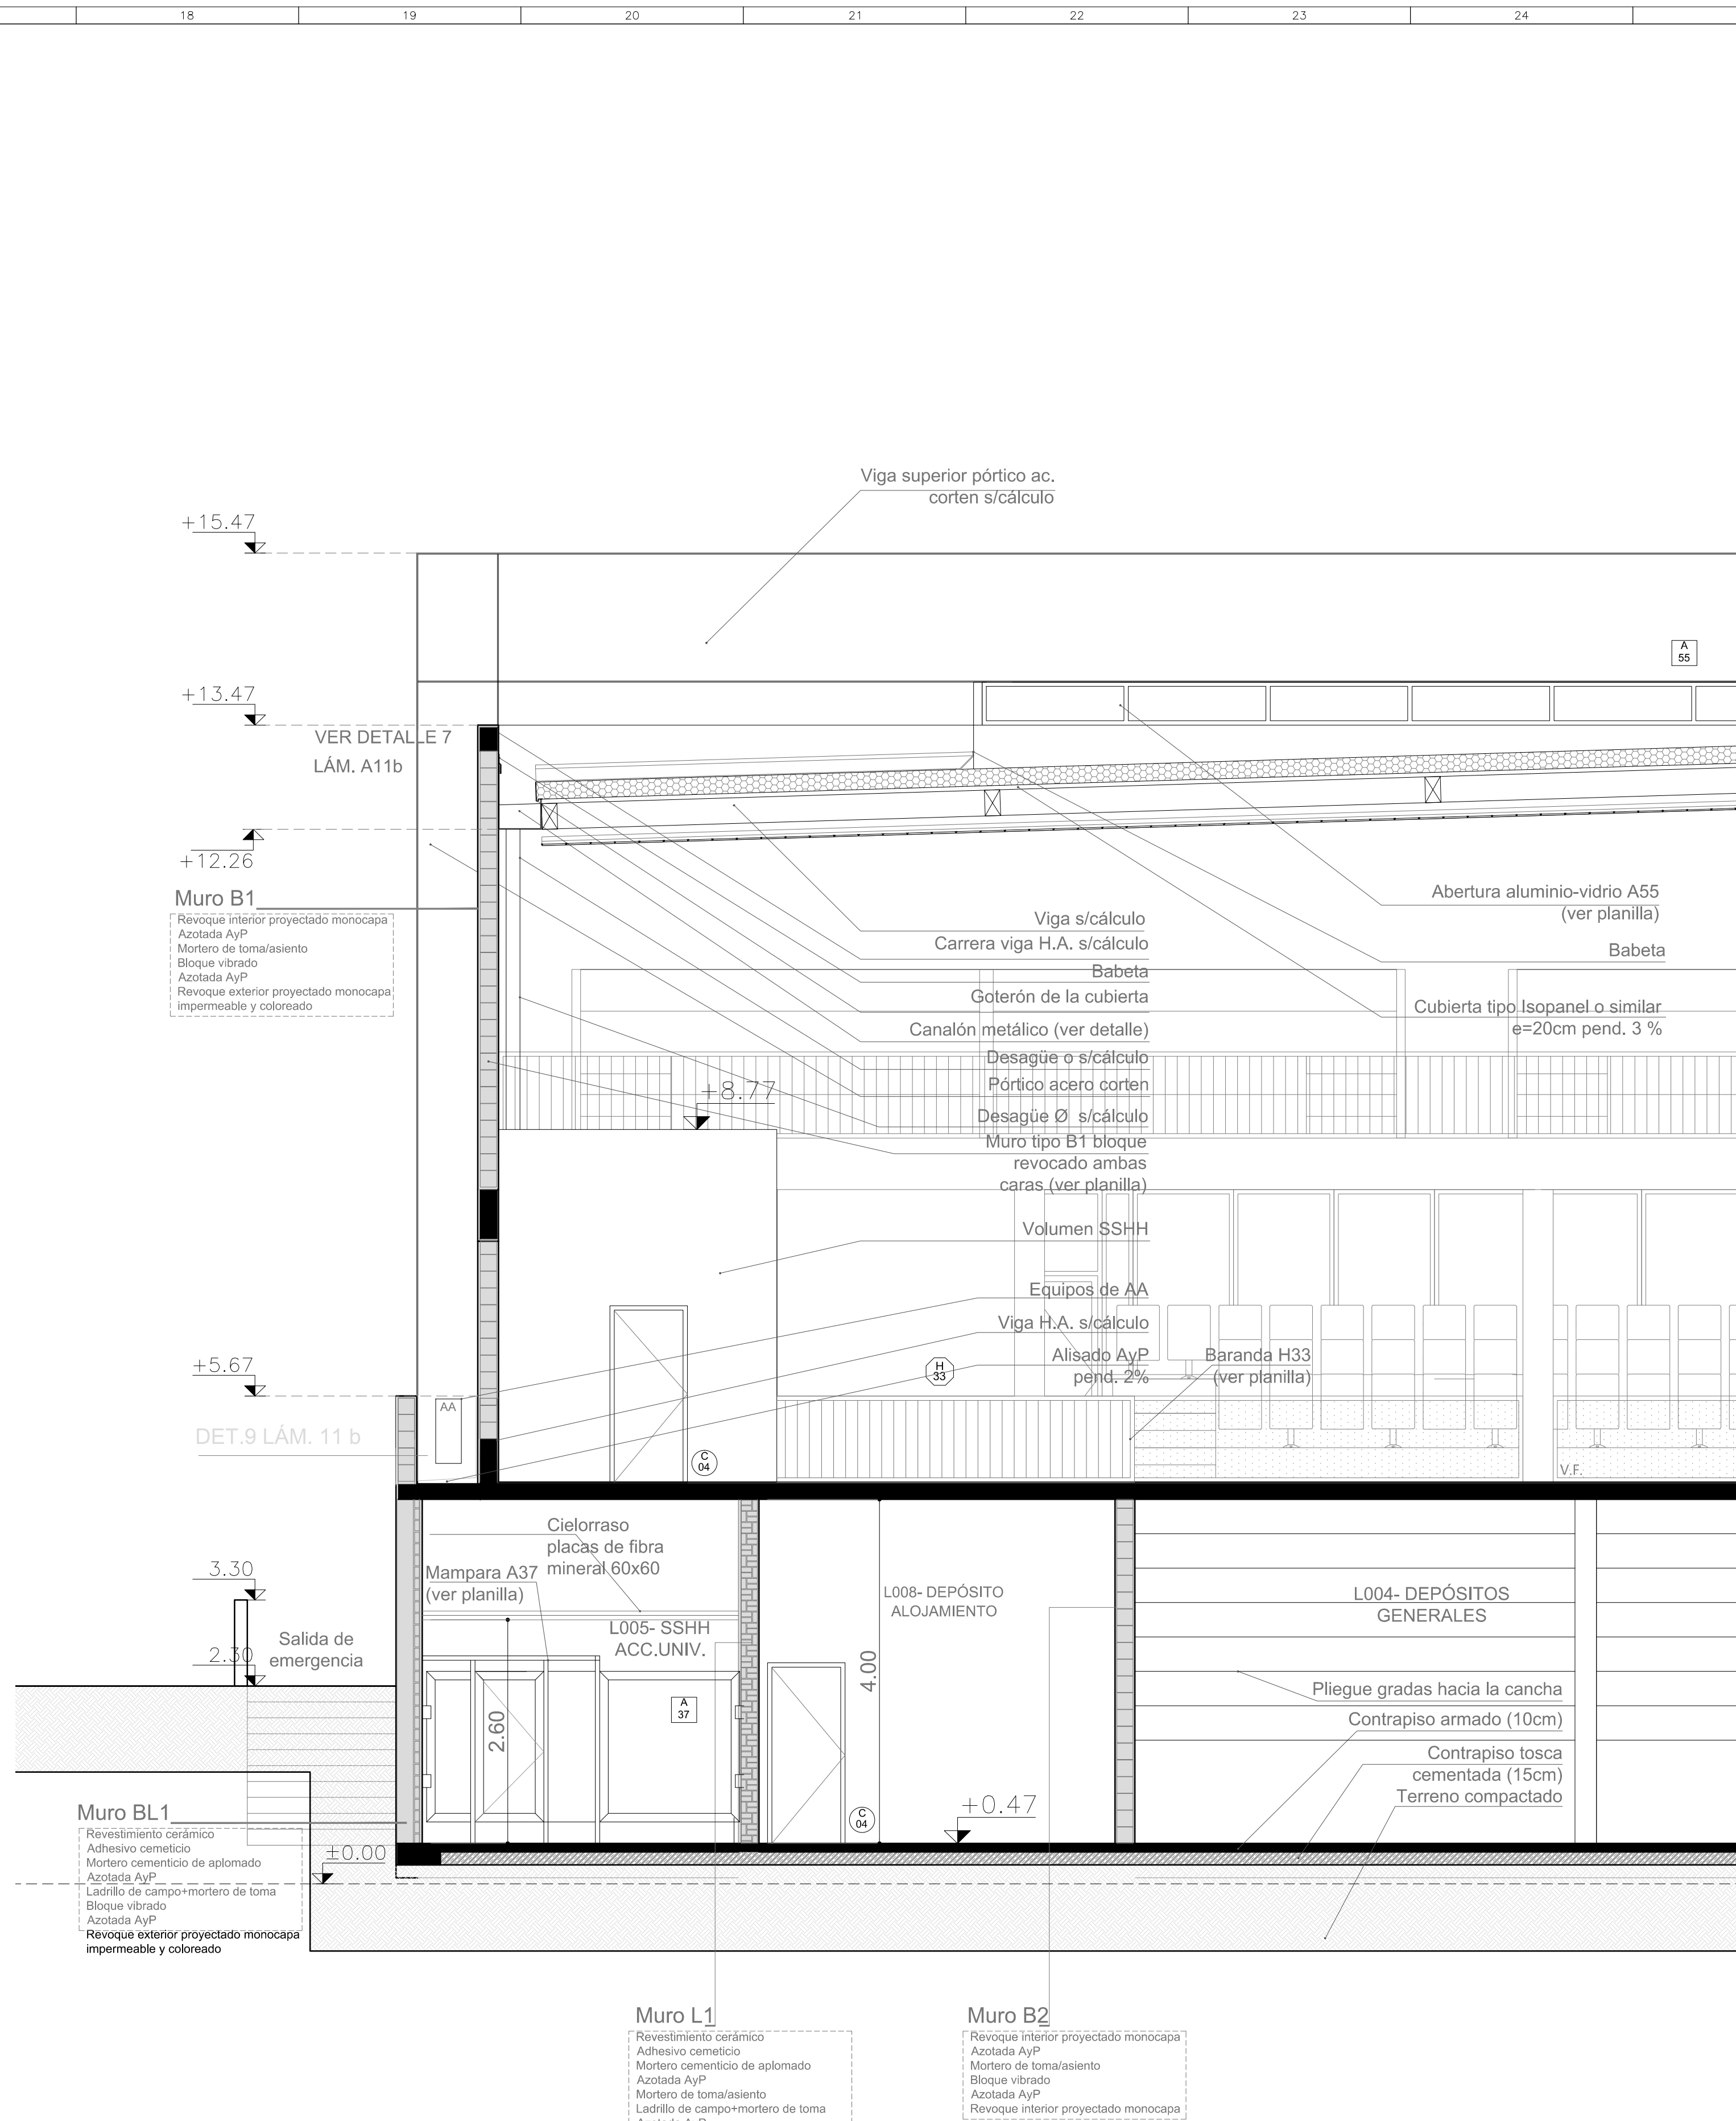 18
19
20
21
22
23
24
Viga superior pórtico ac.
corten s/cálculo
+15.47
A
55
+13.47
VER DETALLE 7
LÁM. A11b
+12.26
Muro B1
Revoque interior proyectado monocapa
Azotada AyP
Mortero de toma/asiento
Bloque vibrado
Azotada AyP
Revoque exterior proyectado monocapa
impermeable y coloreado
Abertura aluminio-vidrio A55
(ver planilla)
Babeta
Cubierta tipo Isopanel o similar
e=20cm pend. 3 %
Viga s/cálculo
Carrera viga H.A. s/cálculo
Babeta
Goterón de la cubierta
Canalón metálico (ver detalle)
Desagüe o s/cálculo
Pórtico acero corten
Desagüe Ø s/cálculo
Muro tipo B1 bloque
revocado ambas
caras (ver planilla)
+8.77
Volumen SSHH
Equipos de AA
Viga H.A. s/cálculo
Alisado AyP
pend. 2%
Baranda H33
(ver planilla)
H
33
+5.67
AA
DET.9 LÁM. 11 b
C
04
V.F.
Cielorraso
placas de fibra
mineral 60x60
Mampara A37
(ver planilla)
3.30
2.30
Salida de
emergencia
L005- SSHH
ACC.UNIV.
L008- DEPÓSITO
ALOJAMIENTO
L004- DEPÓSITOS
GENERALES
4.00
2.60
A
37
Pliegue gradas hacia la cancha
Contrapiso armado (10cm)
Contrapiso tosca
cementada (15cm)
Terreno compactado
C
04
+0.47
±0.00
Muro BL1
Revestimiento cerámico
Adhesivo cemeticio
Mortero cementicio de aplomado
Azotada AyP
Ladrillo de campo+mortero de toma
Bloque vibrado
Azotada AyP
Revoque exterior proyectado monocapa
impermeable y coloreado
Muro L1
Revestimiento cerámico
Adhesivo cemeticio
Mortero cementicio de aplomado
Azotada AyP
Mortero de toma/asiento
Ladrillo de campo+mortero de toma
Azotada AyP
Muro B2
Revoque interior proyectado monocapa
Azotada AyP
Mortero de toma/asiento
Bloque vibrado
Azotada AyP
Revoque interior proyectado monocapa